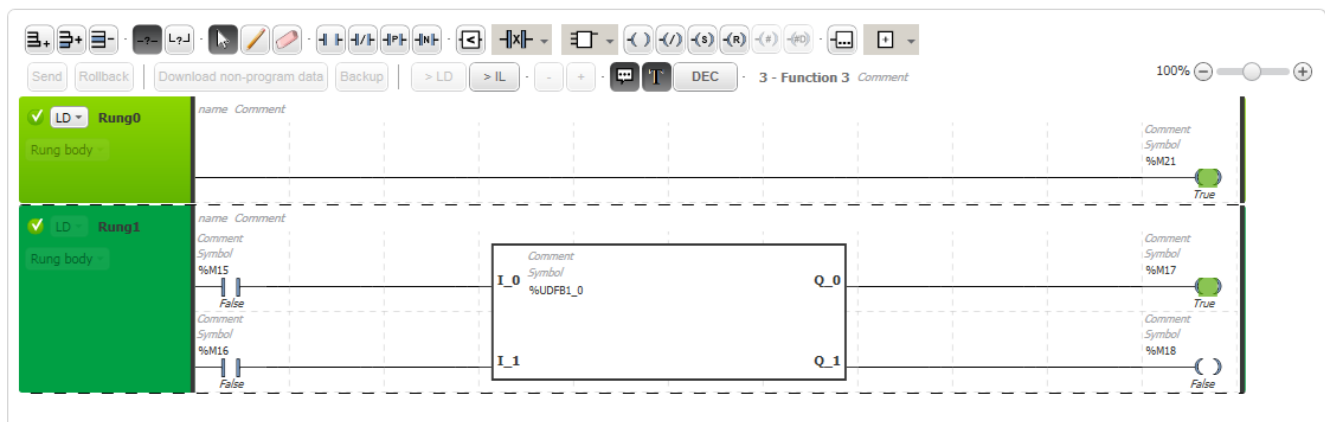 -?- L?J P N < X ( ) (/) (S) (R) (#) (#D) ... +
Send Rollback Download non-program data Backup > LD > IL - + T DEC 3 - Function 3 Comment 100% - +
LD Rung0
name Comment
Rung body
Comment
Symbol
%M21
True
LD Rung1
name Comment
Rung body
Comment
Symbol
%M15
False
Comment
Symbol
%M16
False
Comment
Symbol
%UDFB1_0
I_0
Q_0
I_1
Q_1
Comment
Symbol
%M17
True
Comment
Symbol
%M18
False